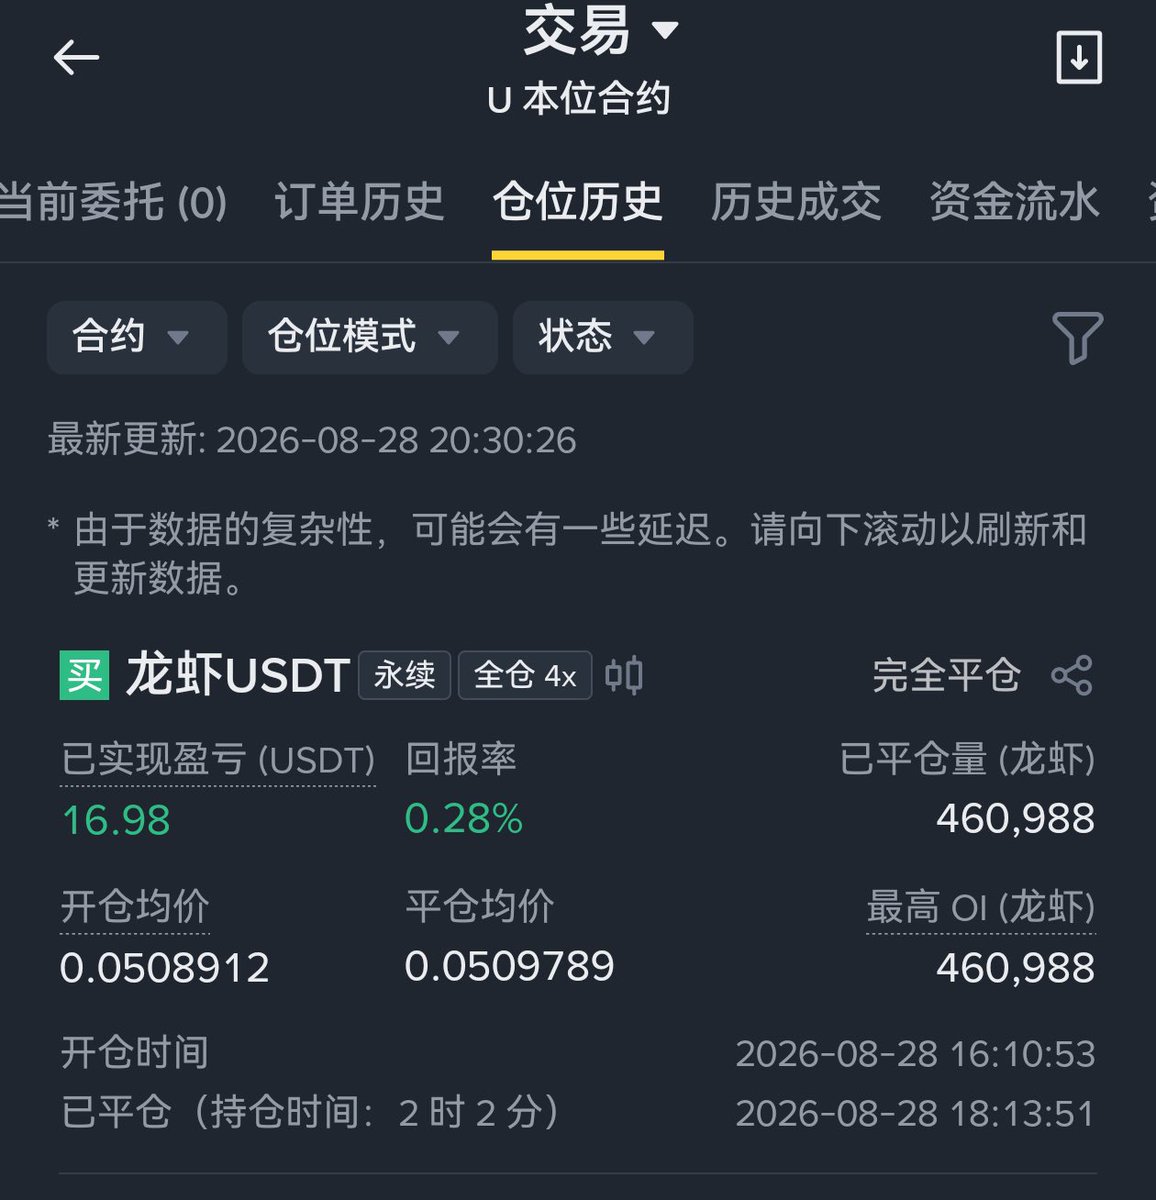 交易
U 本位合约
当前委托 (0) 订单历史 仓位历史 历史成交 资金流水
合约 仓位模式 状态
最新更新: 2026-08-28 20:30:26
* 由于数据的复杂性，可能会有一些延迟。请向下滚动以刷新和
更新数据。
买 龙虾USDT 永续 全仓 4x 完全平仓
已实现盈亏 (USDT) 回报率 已平仓量 (龙虾)
16.98 0.28% 460,988
开仓均价 平仓均价 最高 OI (龙虾)
0.0508912 0.0509789 460,988
开仓时间 2026-08-28 16:10:53
已平仓（持仓时间：2 时 2 分） 2026-08-28 18:13:51